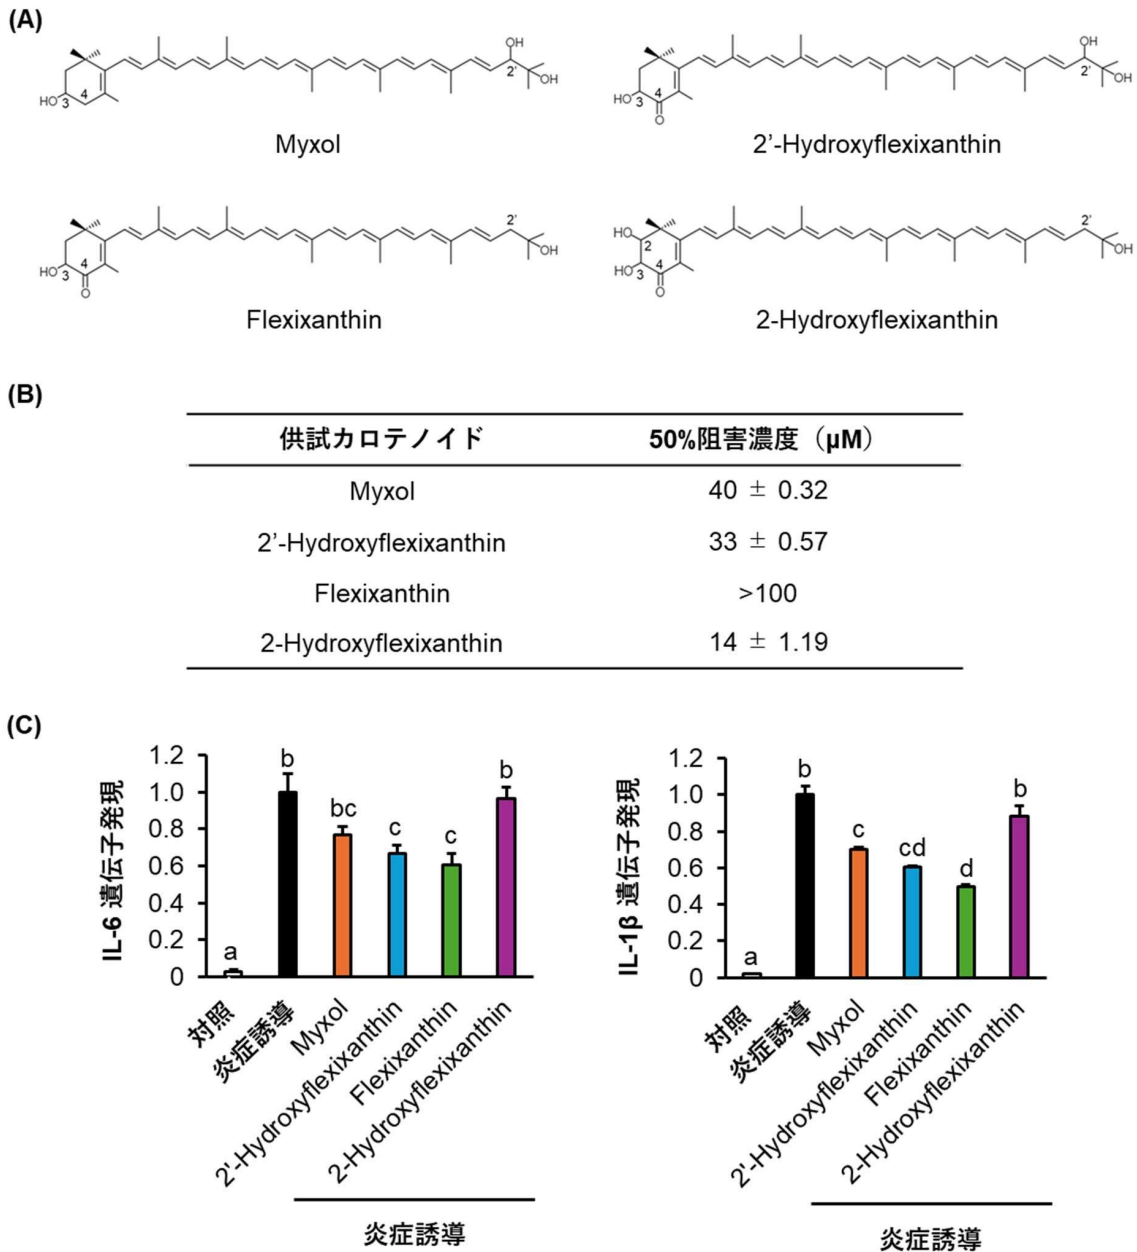 (A)
OH
2'
OH
HO
3
4
Myxol
OH
2'
OH
HO
3
4
O
2’-Hydroxyflexixanthin
2'
OH
HO
3
4
O
Flexixanthin
2'
OH
HO
2
HO
3
4
O
2-Hydroxyflexixanthin
(B)
供試カロテノイド 50%阻害濃度（µM）
Myxol 40 ± 0.32
2’-Hydroxyflexixanthin 33 ± 0.57
Flexixanthin >100
2-Hydroxyflexixanthin 14 ± 1.19
(C)
IL-6 遺伝子発現
1.2
1.0
0.8
0.6
0.4
0.2
0
a
b
bc
c
c
b
対照
炎症誘導
Myxol
2'-Hydroxyflexixanthin
Flexixanthin
2-Hydroxyflexixanthin
炎症誘導
IL-1β 遺伝子発現
1.2
1.0
0.8
0.6
0.4
0.2
0
a
b
c
cd
d
b
対照
炎症誘導
Myxol
2'-Hydroxyflexixanthin
Flexixanthin
2-Hydroxyflexixanthin
炎症誘導